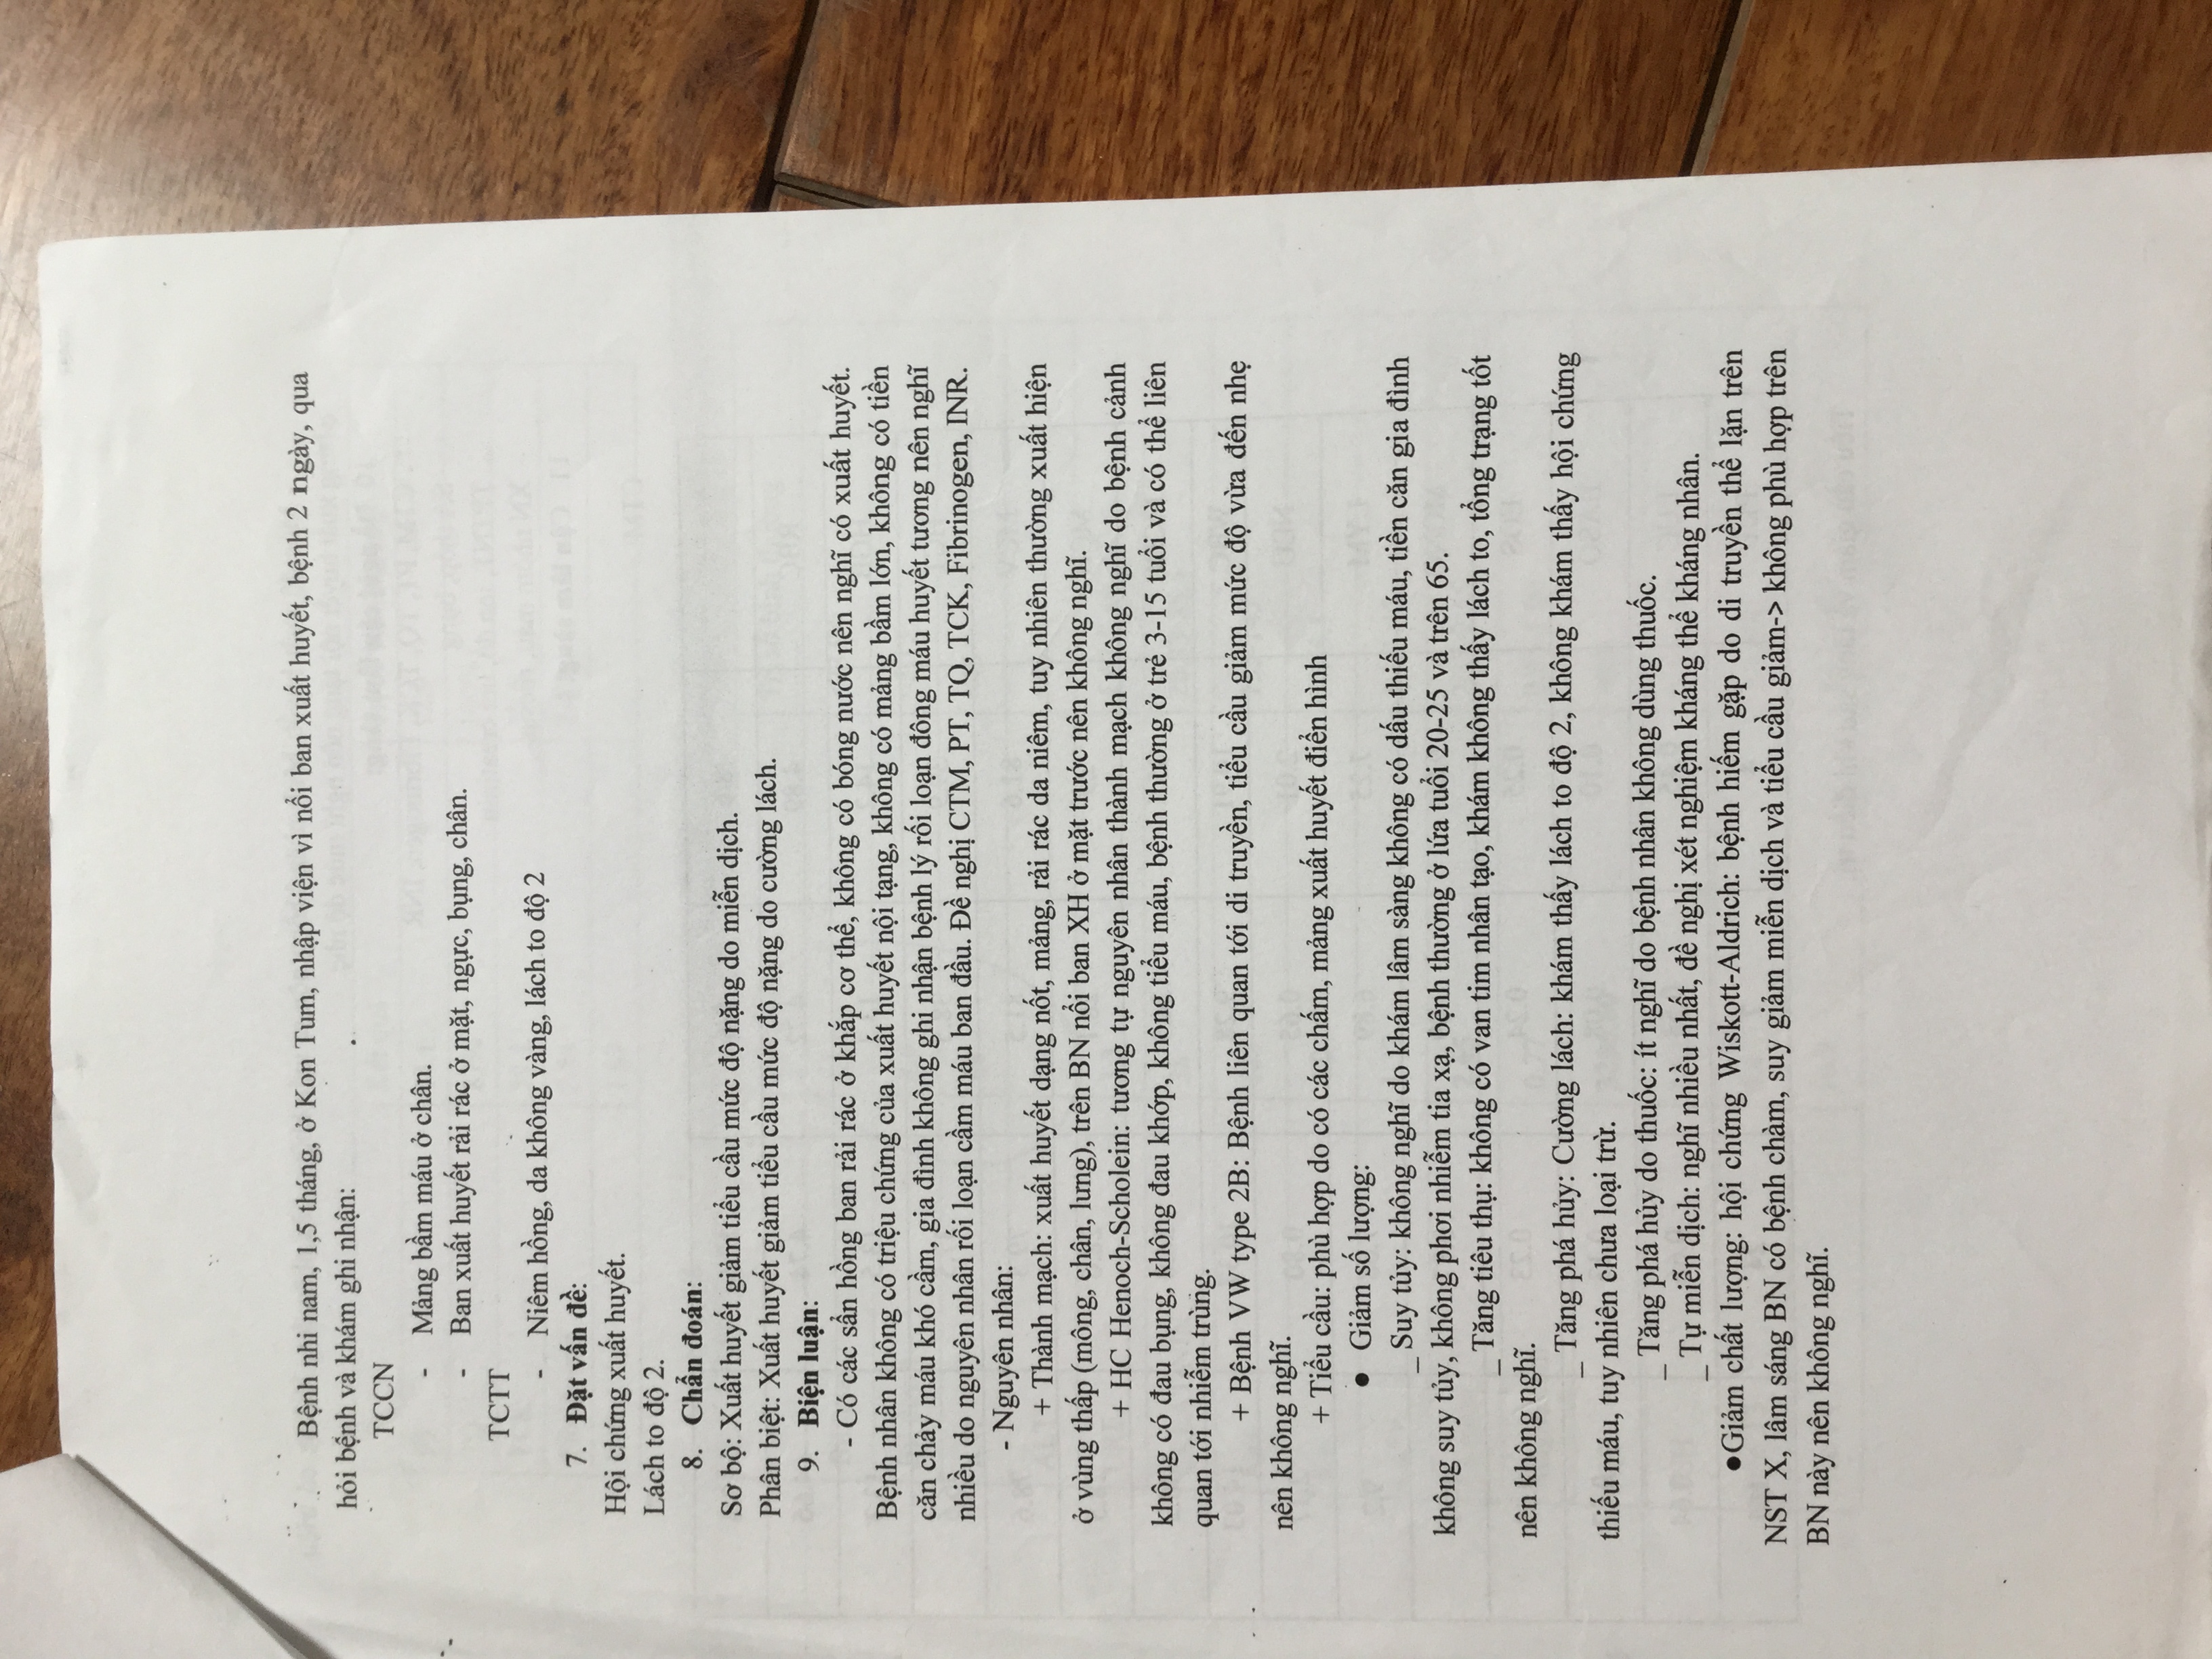 Bệnh nhi nam, 1,5 tháng, ở Kon Tum, nhập viện vì nổi ban xuất huyết, bệnh 2 ngày, qua
hỏi bệnh và khám ghi nhận:
TCCN
- Mảng bầm máu ở chân.
- Ban xuất huyết rải rác ở mặt, ngực, bụng, chân.
TCTT
- Niêm hồng, da không vàng, lách to độ 2
7. Đặt vấn đề:
Hội chứng xuất huyết.
Lách to độ 2.
8. Chẩn đoán:
Sơ bộ: Xuất huyết giảm tiểu cầu mức độ nặng do miễn dịch.
Phân biệt: Xuất huyết giảm tiểu cầu mức độ nặng do cường lách.
9. Biện luận:
- Có các sẩn hồng ban rải rác ở khắp cơ thể, không có bóng nước nên nghĩ có xuất huyết.
Bệnh nhân không có triệu chứng của xuất huyết nội tạng, không có mảng bầm lớn, không có tiền
căn chảy máu khó cầm, gia đình không ghi nhận bệnh lý rối loạn đông máu huyết tương nên nghĩ
nhiều do nguyên nhân rối loạn cầm máu ban đầu. Đề nghị CTM, PT, TQ, TCK, Fibrinogen, INR.
- Nguyên nhân:
+ Thành mạch: xuất huyết dạng nốt, mảng, rải rác da niêm, tuy nhiên thường xuất hiện
ở vùng thấp (mông, chân, lưng), trên BN nổi ban XH ở mặt trước nên không nghĩ.
+ HC Henoch-Scholein: tương tự nguyên nhân thành mạch không nghĩ do bệnh cảnh
không có đau bụng, không đau khớp, không tiểu máu, bệnh thường ở trẻ 3-15 tuổi và có thể liên
quan tới nhiễm trùng.
+ Bệnh VW type 2B: Bệnh liên quan tới di truyền, tiểu cầu giảm mức độ vừa đến nhẹ
nên không nghĩ.
+ Tiểu cầu: phù hợp do có các chấm, mảng xuất huyết điển hình
● Giảm số lượng:
_ Suy tủy: không nghĩ do khám lâm sàng không có dấu thiếu máu, tiền căn gia đình
không suy tủy, không phơi nhiễm tia xạ, bệnh thường ở lứa tuổi 20-25 và trên 65.
_ Tăng tiêu thụ: không có van tim nhân tạo, khám không thấy lách to, tổng trạng tốt
nên không nghĩ.
_ Tăng phá hủy: Cường lách: khám thấy lách to độ 2, không khám thấy hội chứng
thiếu máu, tuy nhiên chưa loại trừ.
_ Tăng phá hủy do thuốc: ít nghĩ do bệnh nhân không dùng thuốc.
_ Tự miễn dịch: nghĩ nhiều nhất, đề nghị xét nghiệm kháng thể kháng nhân.
●Giảm chất lượng: hội chứng Wiskott-Aldrich: bệnh hiếm gặp do di truyền thể lặn trên
NST X, lâm sáng BN có bệnh chàm, suy giảm miễn dịch và tiểu cầu giảm-> không phù hợp trên
BN này nên không nghĩ.